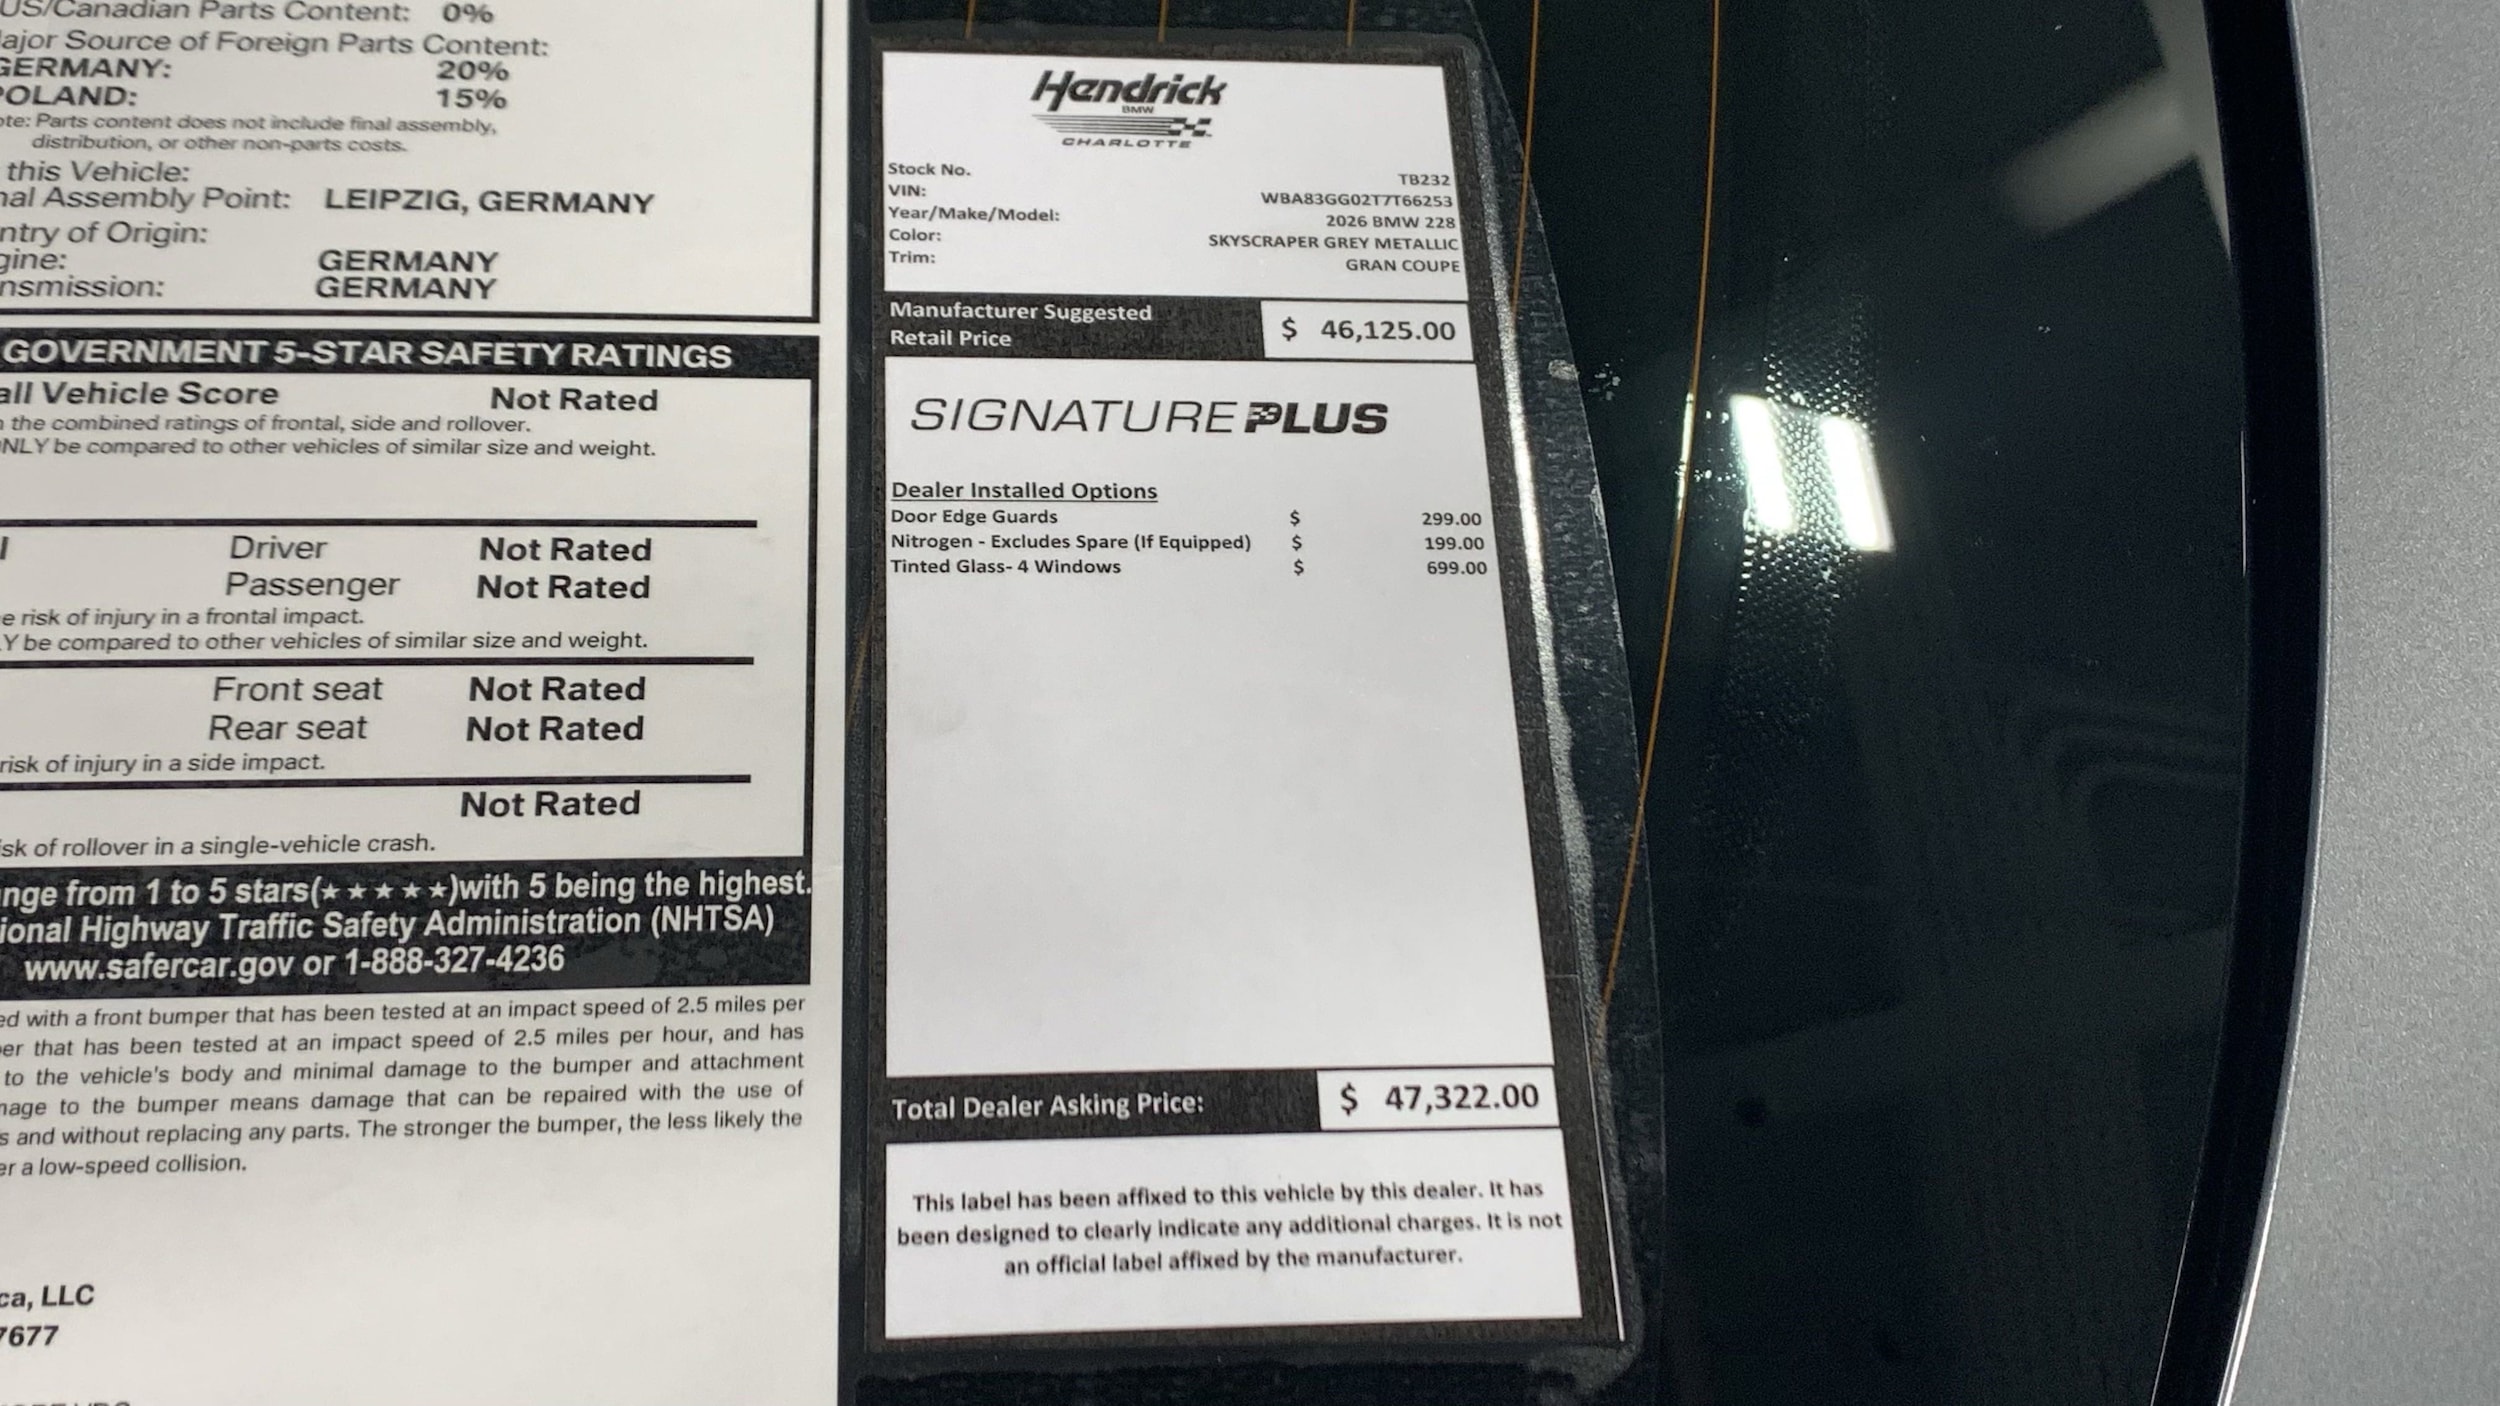 US/Canadian Parts Content: 0%
ajor Source of Foreign Parts Content:
GERMANY: 20%
POLAND: 15%
ote: Parts content does not include final assembly,
distribution, or other non-parts costs.
this Vehicle:
nal Assembly Point: LEIPZIG, GERMANY
ntry of Origin:
gine: GERMANY
nsmission: GERMANY
GOVERNMENT 5-STAR SAFETY RATINGS
all Vehicle Score Not Rated
n the combined ratings of frontal, side and rollover.
NLY be compared to other vehicles of similar size and weight.
l Driver Not Rated
Passenger Not Rated
e risk of injury in a frontal impact.
Y be compared to other vehicles of similar size and weight.
Front seat Not Rated
Rear seat Not Rated
risk of injury in a side impact.
Not Rated
isk of rollover in a single-vehicle crash.
nge from 1 to 5 stars(★★★★★)with 5 being the highest.
ional Highway Traffic Safety Administration (NHTSA)
www.safercar.gov or 1-888-327-4236
ed with a front bumper that has been tested at an impact speed of 2.5 miles per
per that has been tested at an impact speed of 2.5 miles per hour, and has
to the vehicle's body and minimal damage to the bumper and attachment
mage to the bumper means damage that can be repaired with the use of
s and without replacing any parts. The stronger the bumper, the less likely the
er a low-speed collision.
ca, LLC
7677
Hendrick
BMW
CHARLOTTE
Stock No. TB232
VIN: WBA83GG02T7T66253
Year/Make/Model: 2026 BMW 228
Color: SKYSCRAPER GREY METALLIC
Trim: GRAN COUPE
Manufacturer Suggested
Retail Price $ 46,125.00
SIGNATURE PLUS
Dealer Installed Options
Door Edge Guards $ 299.00
Nitrogen - Excludes Spare (If Equipped) $ 199.00
Tinted Glass- 4 Windows $ 699.00
Total Dealer Asking Price: $ 47,322.00
This label has been affixed to this vehicle by this dealer. It has
been designed to clearly indicate any additional charges. It is not
an official label affixed by the manufacturer.